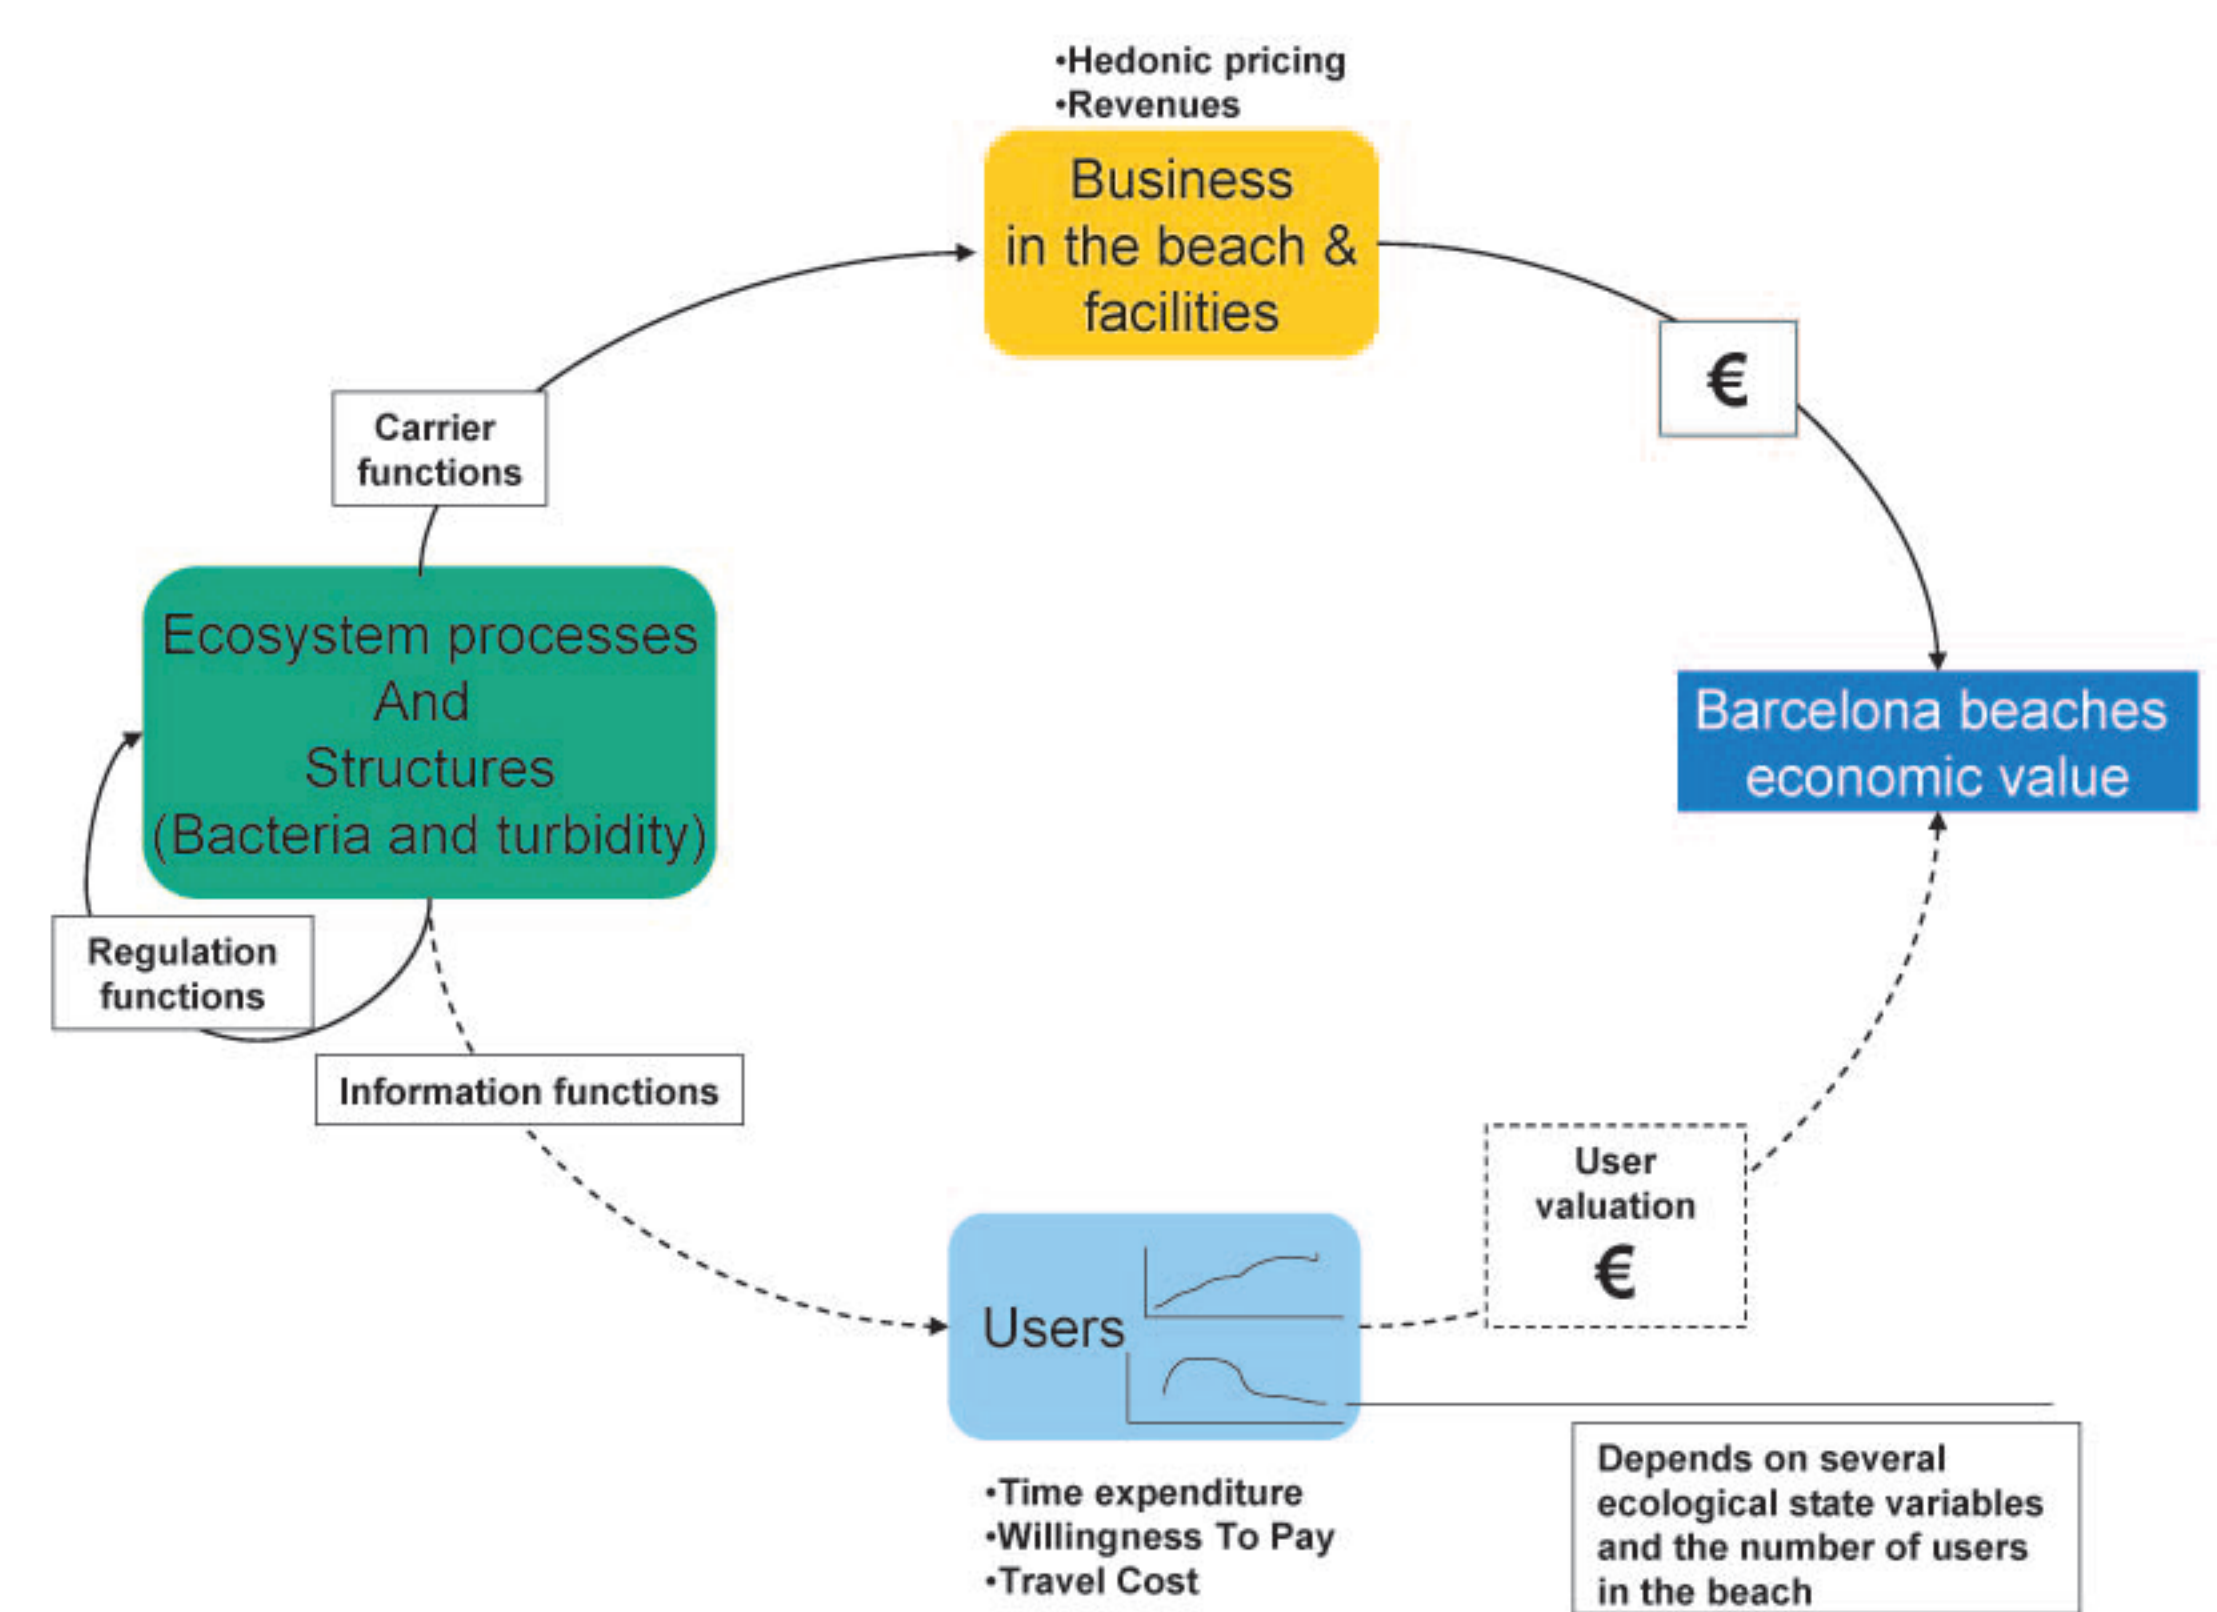 •Hedonic pricing
•Revenues
Business
in the beach &
facilities
€
Carrier
functions
Ecosystem processes
And
Structures
(Bacteria and turbidity)
Barcelona beaches
economic value
Regulation
functions
Information functions
User
valuation
€
Users
•Time expenditure
•Willingness To Pay
•Travel Cost
Depends on several
ecological state variables
and the number of users
in the beach